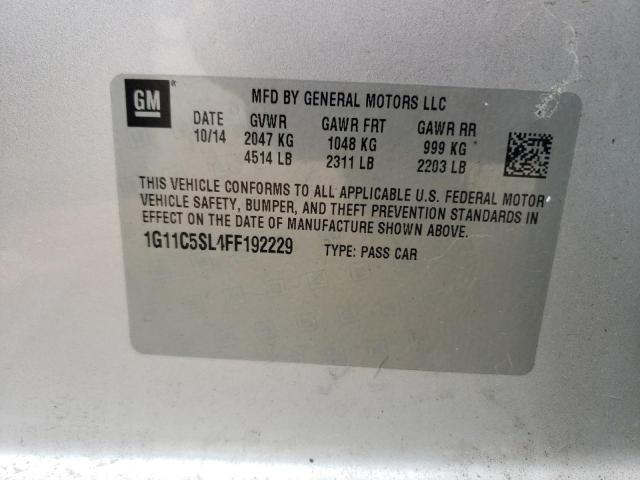 GM
MFD BY GENERAL MOTORS LLC
DATE GVWR GAWR FRT GAWR RR
10/14 2047 KG 1048 KG 999 KG
4514 LB 2311 LB 2203 LB
THIS VEHICLE CONFORMS TO ALL APPLICABLE U.S. FEDERAL MOTOR
VEHICLE SAFETY, BUMPER, AND THEFT PREVENTION STANDARDS IN
EFFECT ON THE DATE OF MANUFACTURE SHOWN ABOVE.
1G11C5SL4FF192229 TYPE: PASS CAR